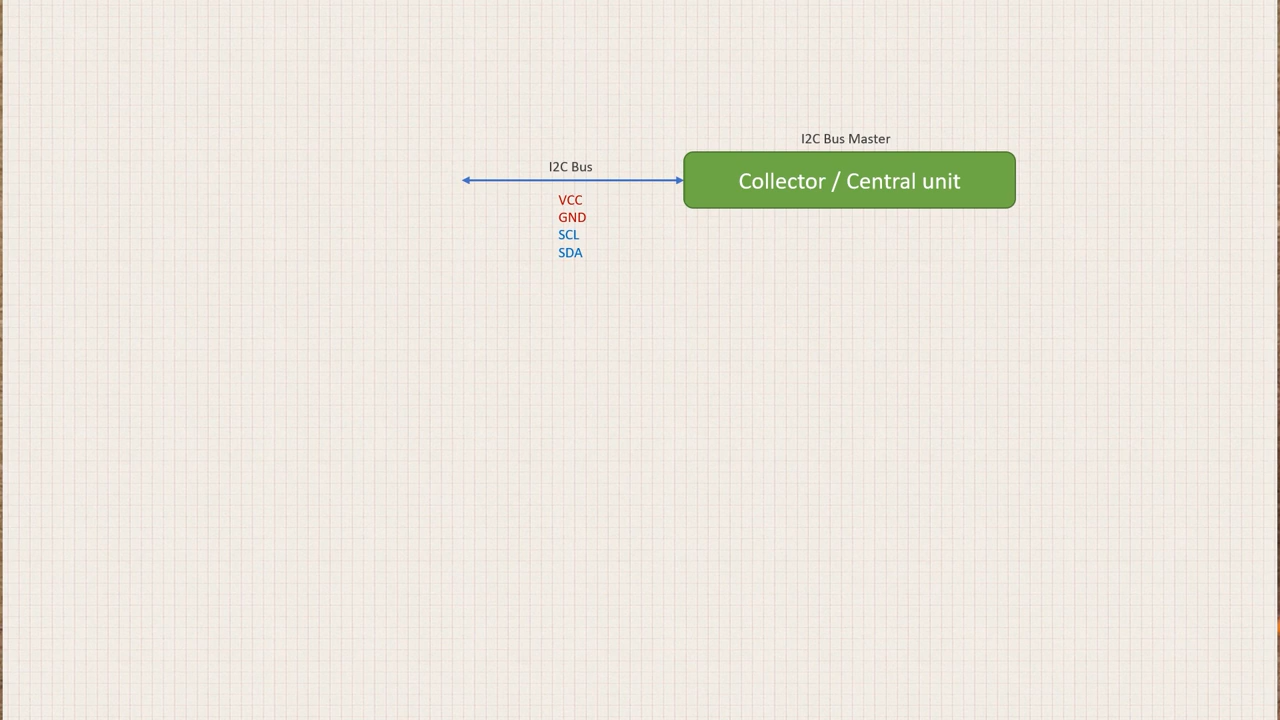 I2C Bus Master
I2C Bus
Collector / Central unit
VCC
GND
SCL
SDA